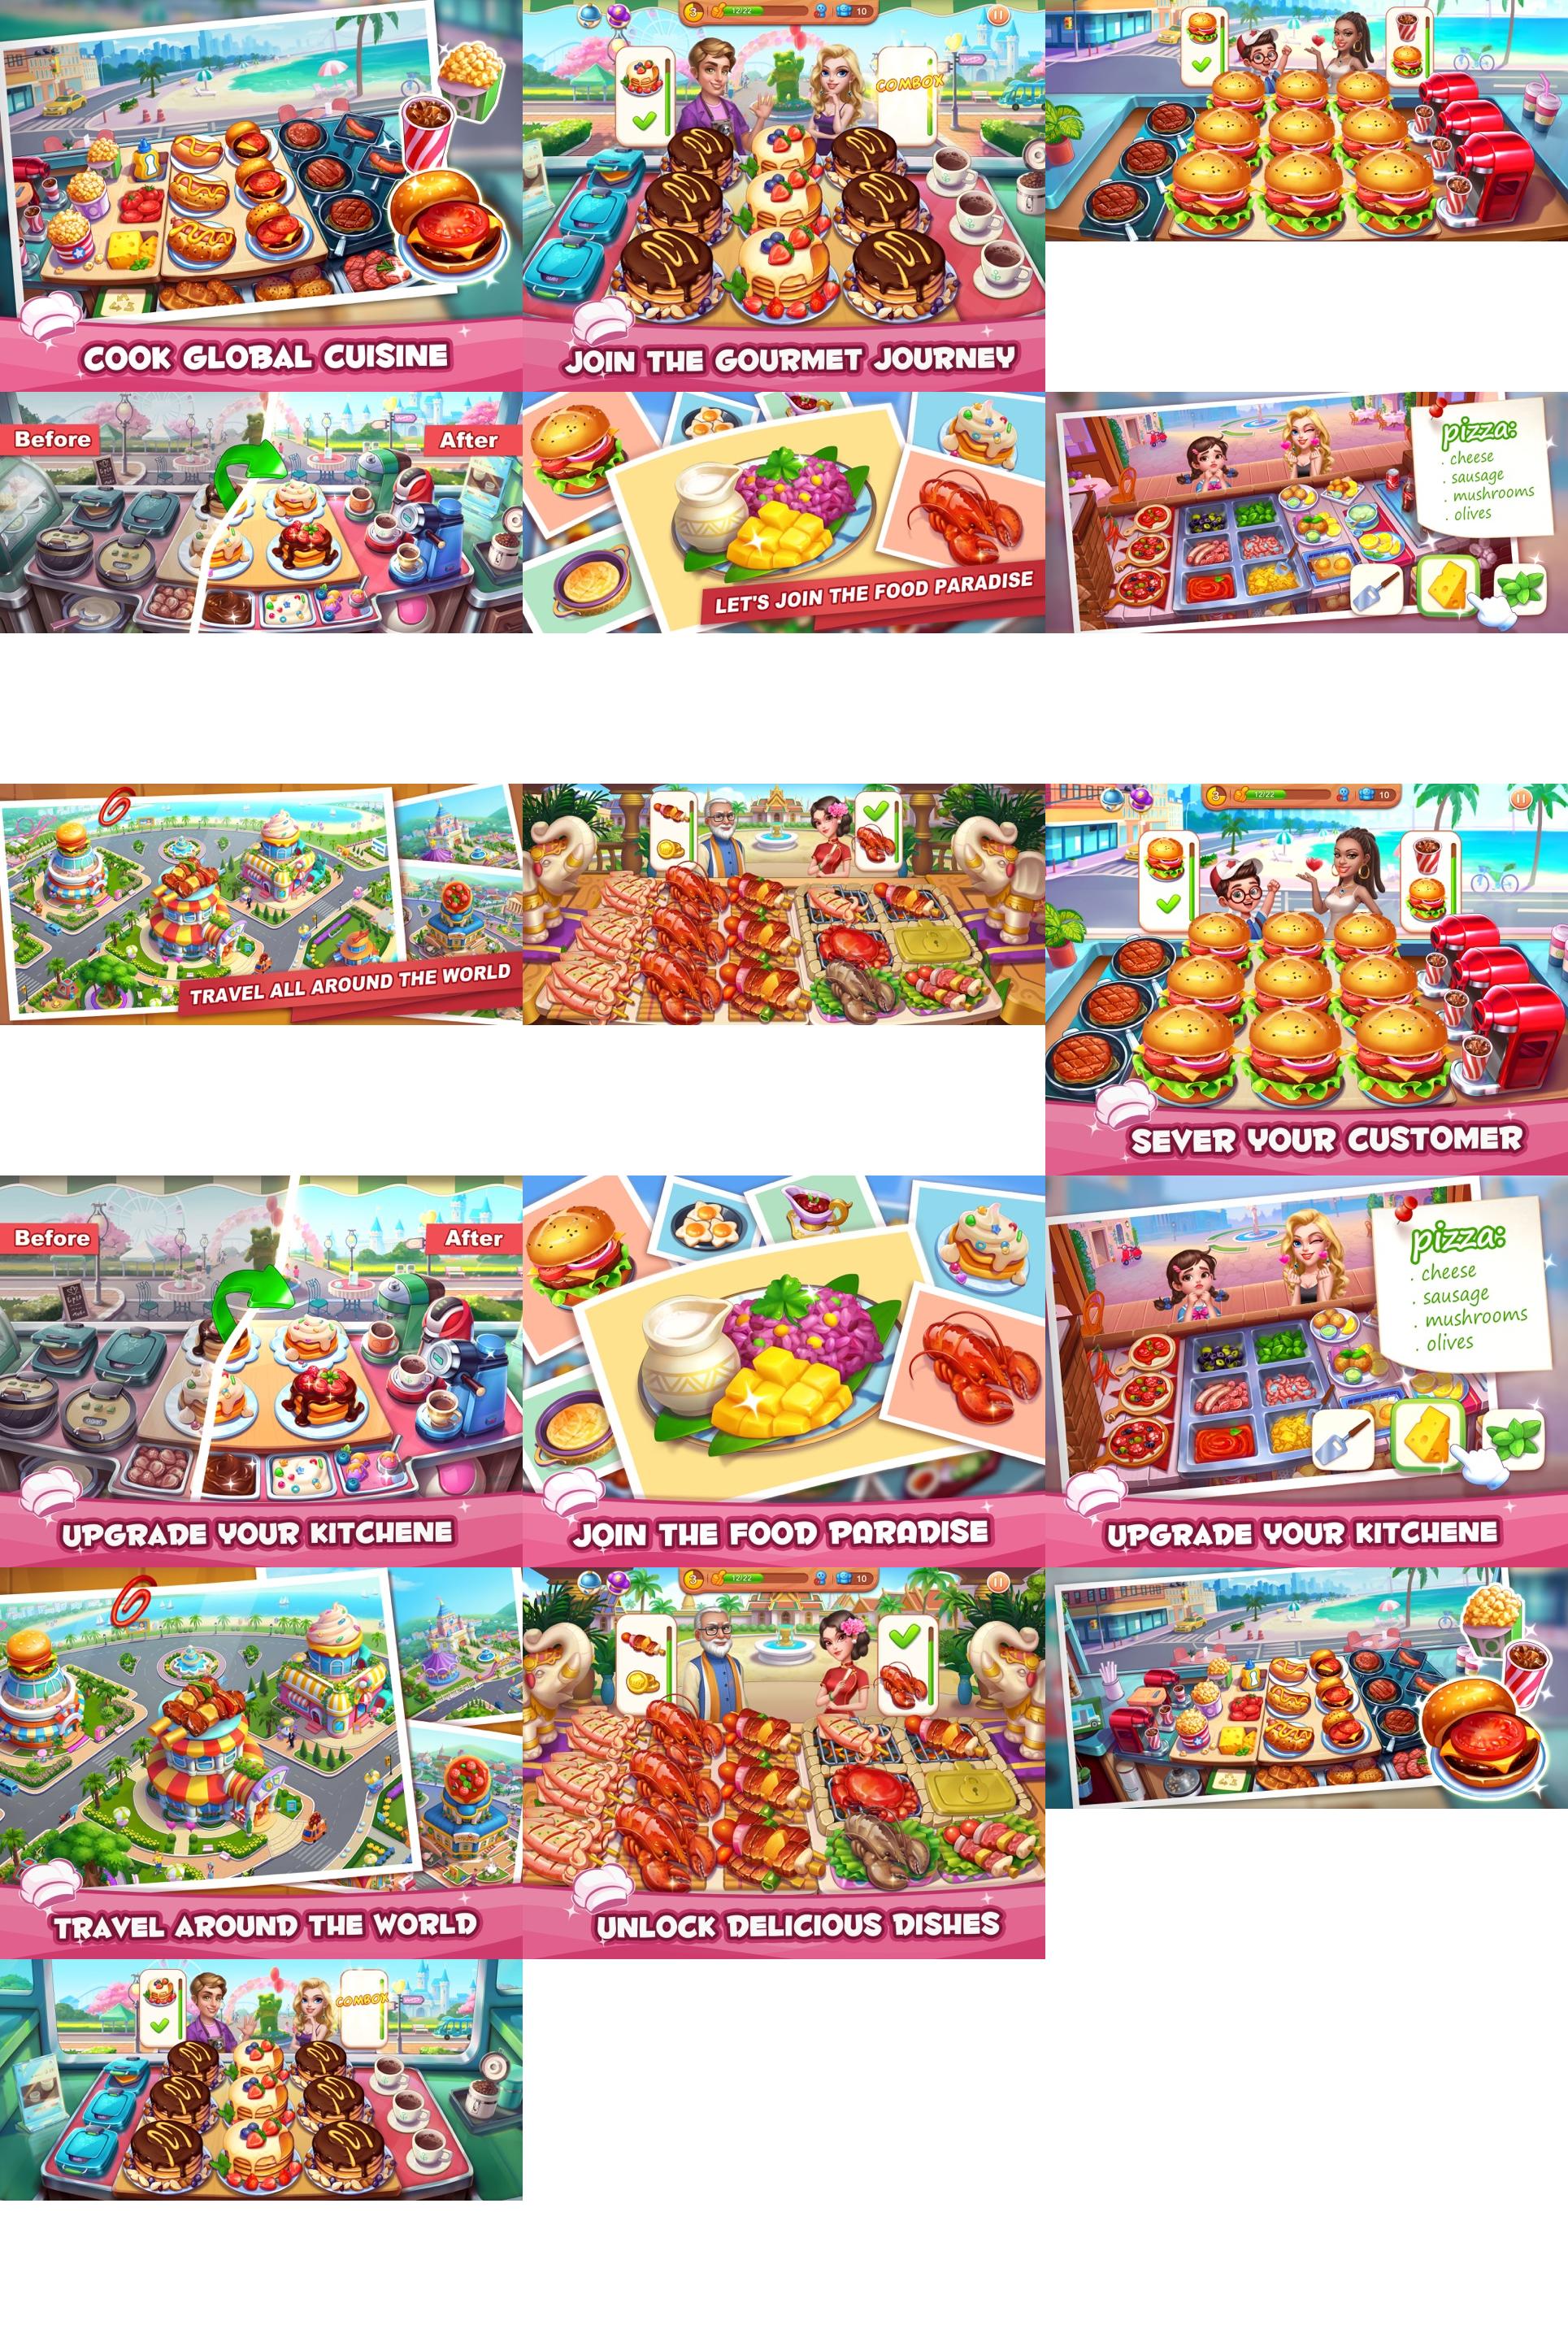 COOK GLOBAL CUISINE
3
12/22
10
COMBOX
JOIN THE GOURMET JOURNEY
Before
After
LET'S JOIN THE FOOD PARADISE
pizza:
. cheese
. sausage
. mushrooms
. olives
TRAVEL ALL AROUND THE WORLD
3
12/22
10
SEVER YOUR CUSTOMER
Before
After
UPGRADE YOUR KITCHENE
JOIN THE FOOD PARADISE
pizza:
. cheese
. sausage
. mushrooms
. olives
UPGRADE YOUR KITCHENE
TRAVEL AROUND THE WORLD
3
12/22
10
UNLOCK DELICIOUS DISHES
COMBOX